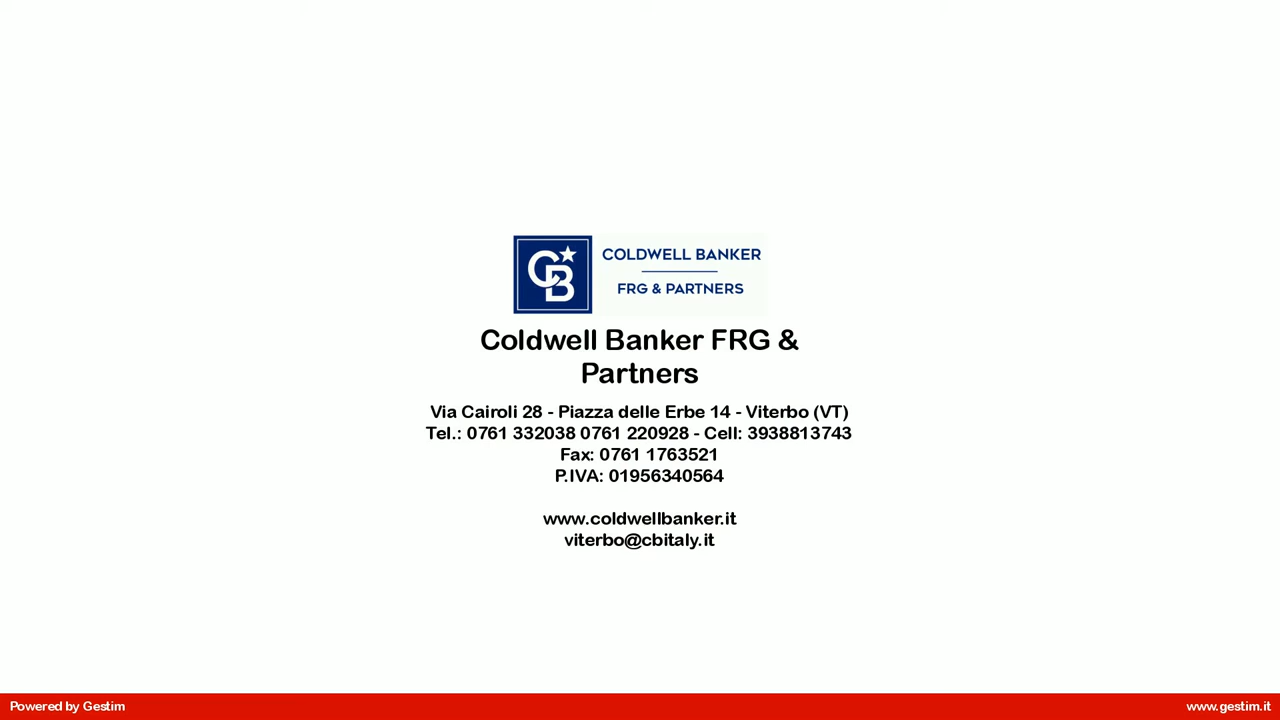 CB
COLDWELL BANKER
FRG & PARTNERS
Coldwell Banker FRG &
Partners
Via Cairoli 28 - Piazza delle Erbe 14 - Viterbo (VT)
Tel.: 0761 332038 0761 220928 - Cell: 3938813743
Fax: 0761 1763521
P.IVA: 01956340564
www.coldwellbanker.it
viterbo@cbitaly.it
Powered by Gestim
www.gestim.it